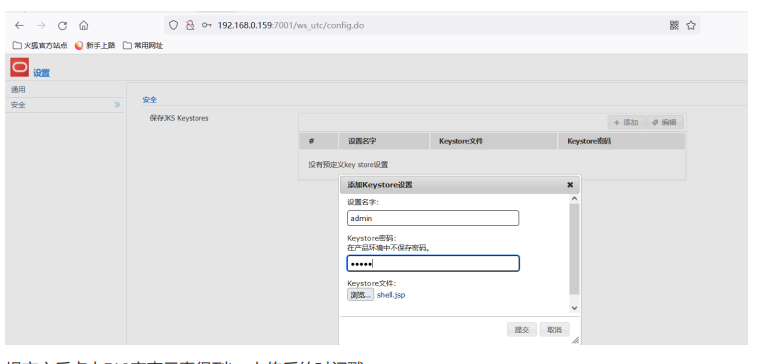 192.168.0.159:7001/ws_utc/config.do
火狐官方站点 新手上路 常用网址
设置
通用
安全
安全
保存JKS Keystores
添加 编辑
# 设置名字 Keystore文件 Keystore密码
没有预定义key store设置
添加Keystore设置
设置名字:
admin
Keystore密码:
在产品环境中不保存密码。
•••••
Keystore文件:
浏览... shell.jsp
提交 取消